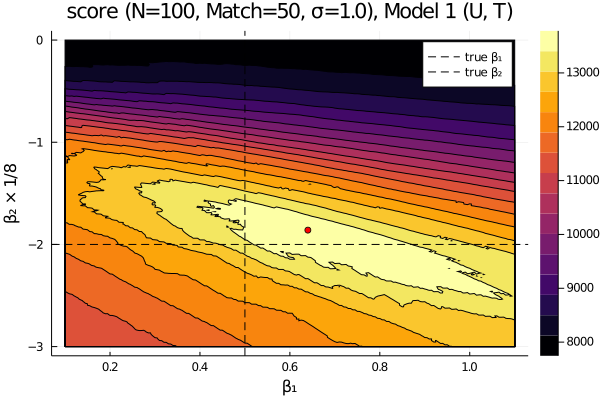 score (N=100, Match=50, σ=1.0), Model 1 (U, T)
true β₁
true β₂
β₂ × 1/8
0
−1
−2
−3
0.2 0.4 0.6 0.8 1.0
β₁
13000
12000
11000
10000
9000
8000